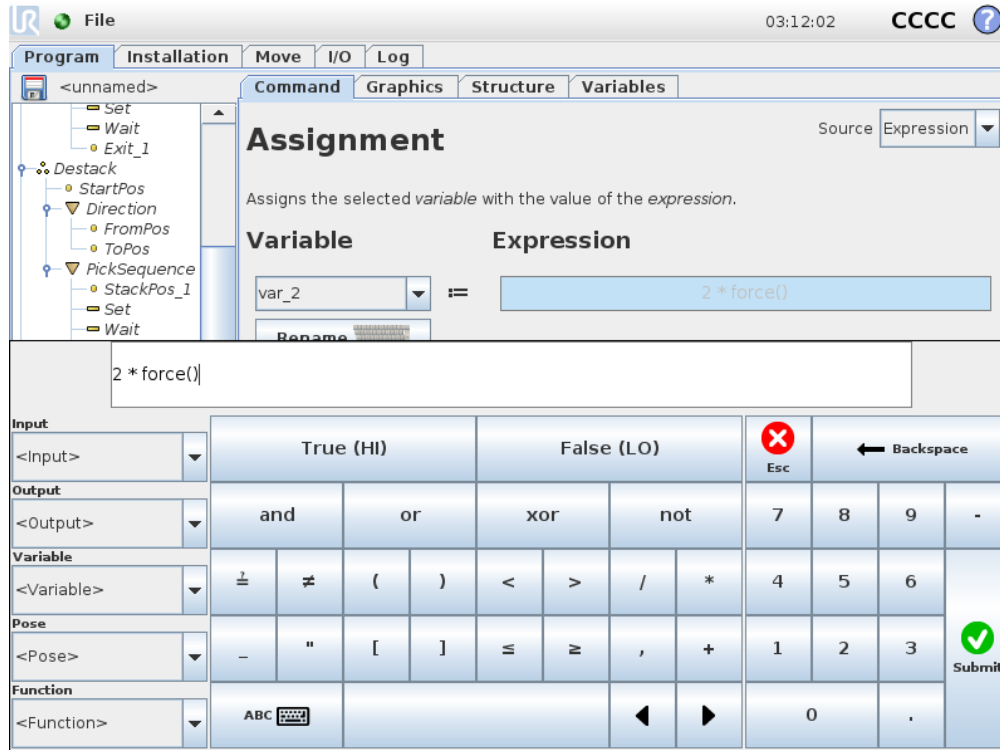 UR File 03:12:02 CCCC ?
Program Installation Move I/O Log
<unnamed> Command Graphics Structure Variables
Set
Wait
Exit_1
Destack
StartPos
Direction
FromPos
ToPos
PickSequence
StackPos_1
Set
Wait
Assignment
Source Expression
Assigns the selected variable with the value of the expression.
Variable Expression
var_2 := 2 * force()
Rename
2 * force()
Input
<Input>
Output
<Output>
Variable
<Variable>
Pose
<Pose>
Function
<Function>
True (HI) False (LO) Esc Backspace
and or xor not 7 8 9 -
≟ ≠ ( ) < > / * 4 5 6
_ " [ ] ≤ ≥ , + 1 2 3 Submit
ABC 0 .